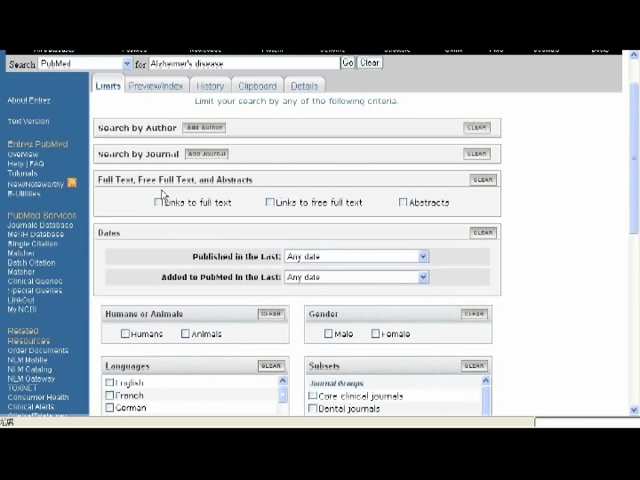 Search PubMed for Alzheimer's disease Go Clear
Limits Preview/Index History Clipboard Details
Limit your search by any of the following criteria.
About Entrez
Text Version
Entrez PubMed
Overview
Help | FAQ
Tutorials
New/Noteworthy
E-Utilities
PubMed Services
Journals Database
MeSH Database
Single Citation
Matcher
Batch Citation
Matcher
Clinical Queries
Special Queries
LinkOut
My NCBI
Related
Resources
Order Documents
NLM Mobile
NLM Catalog
NLM Gateway
TOXNET
Consumer Health
Clinical Alerts
Search by Author Add Author CLEAR
Search by Journal Add Journal CLEAR
Full Text, Free Full Text, and Abstracts CLEAR
Links to full text Links to free full text Abstracts
Dates CLEAR
Published in the Last: Any date
Added to PubMed in the Last: Any date
Humans or Animals CLEAR
Humans Animals
Gender CLEAR
Male Female
Languages CLEAR
English
French
German
Subsets CLEAR
Journal Groups
Core clinical journals
Dental journals